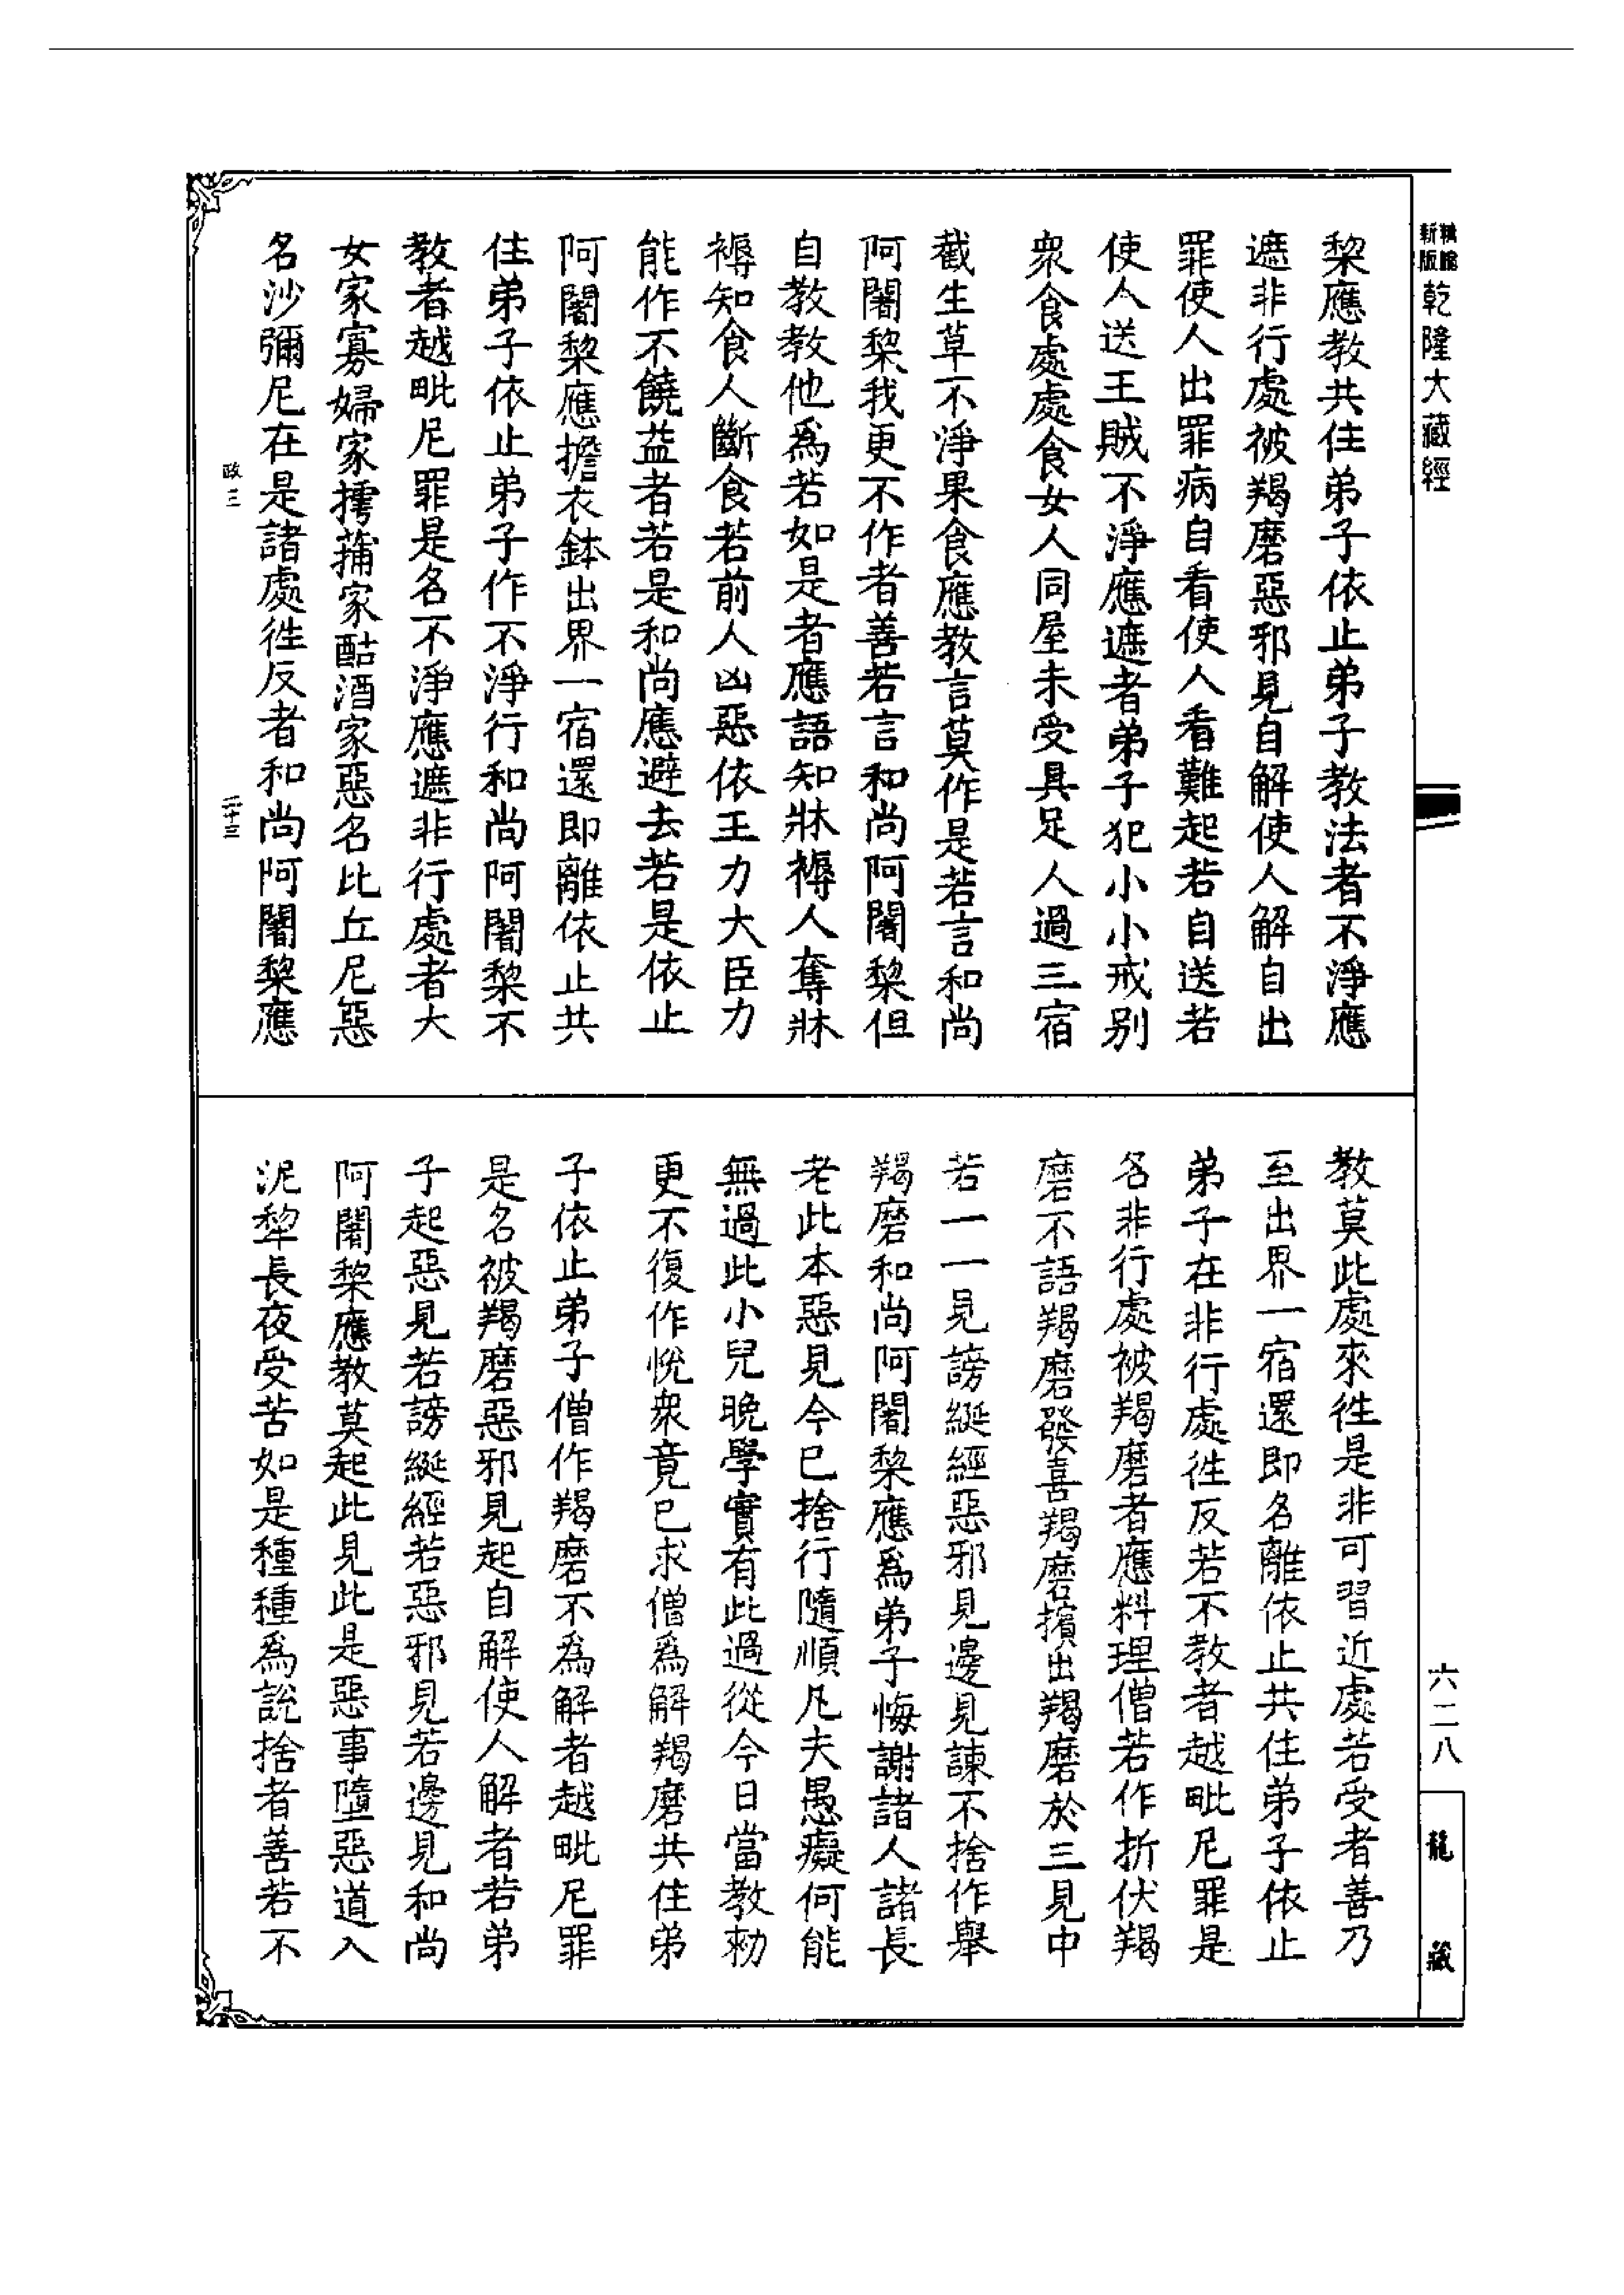 新版
乾隆大藏經
黎應教共住弟子依止弟子教法者不淨應
遮非行處被羯磨惡邪見自解使人解自出
罪使人出罪病自看使人看難起若自送若
使人送王賊不淨應遮者弟子犯小小戒別
衆食處處食女人同屋未受具足人過三宿
截生草不淨果食應教言莫作是若言和尚
阿闍黎我更不作者善若言和尚阿闍黎但
自教教他爲若如是者應語知牀褥人奪牀
褥知食人斷食若前人凶惡依王力大臣力
能作不饒益者若是和尚應避去若是依止
阿闍黎應擔衣鉢出界一宿還即離依止共
住弟子依止弟子作不淨行和尚阿闍黎不
教者越毗尼罪是名不淨應遮非行處者大
女家寡婦家摴蒱家酤酒家惡名比丘尼惡
名沙彌尼在是諸處徃反者和尚阿闍黎應
政三
二十三
教莫此處來徃是非可習近處若受者善乃
至出界一宿還即名離依止共住弟子依止
弟子在非行處徃反若不教者越毗尼罪是
名非行處被羯磨者應料理僧若作折伏羯
磨不語羯磨發喜羯磨擯出羯磨於三見中
若一一見謗綖經惡邪見邊見諫不捨作舉
羯磨和尚阿闍黎應爲弟子悔謝諸人諸長
老此本惡見今巳捨行隨順凡夫愚癡何能
無過此小兒晚學實有此過從今日當教勑
更不復作悅衆竟巳求僧爲解羯磨共住弟
子依止弟子僧作羯磨不爲解者越毗尼罪
是名被羯磨惡邪見起自解使人解者若弟
子起惡見若謗綖經若惡邪見若邊見和尚
阿闍黎應教莫起此見此是惡事墮惡道入
泥犂長夜受苦如是種種爲說捨者善若不
六二八
龍藏